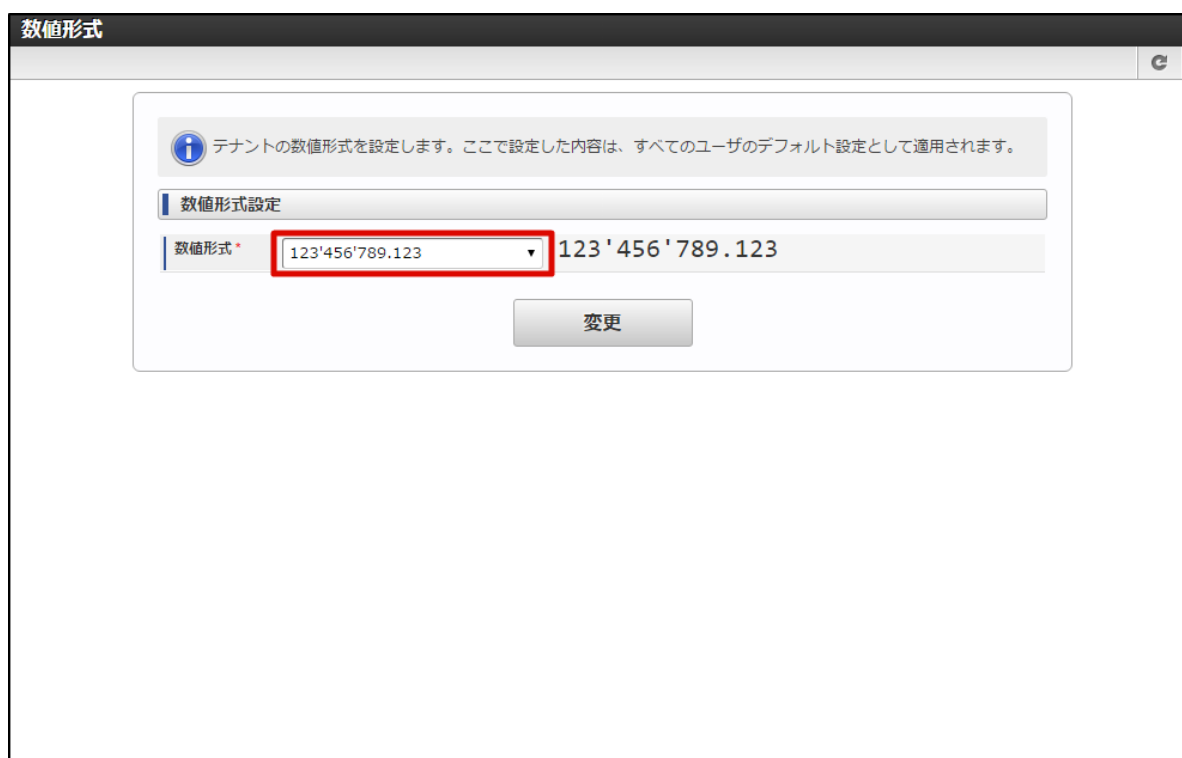 数値形式
テナントの数値形式を設定します。ここで設定した内容は、すべてのユーザのデフォルト設定として適用されます。
数値形式設定
数値形式* 123'456'789.123 123'456'789.123
変更